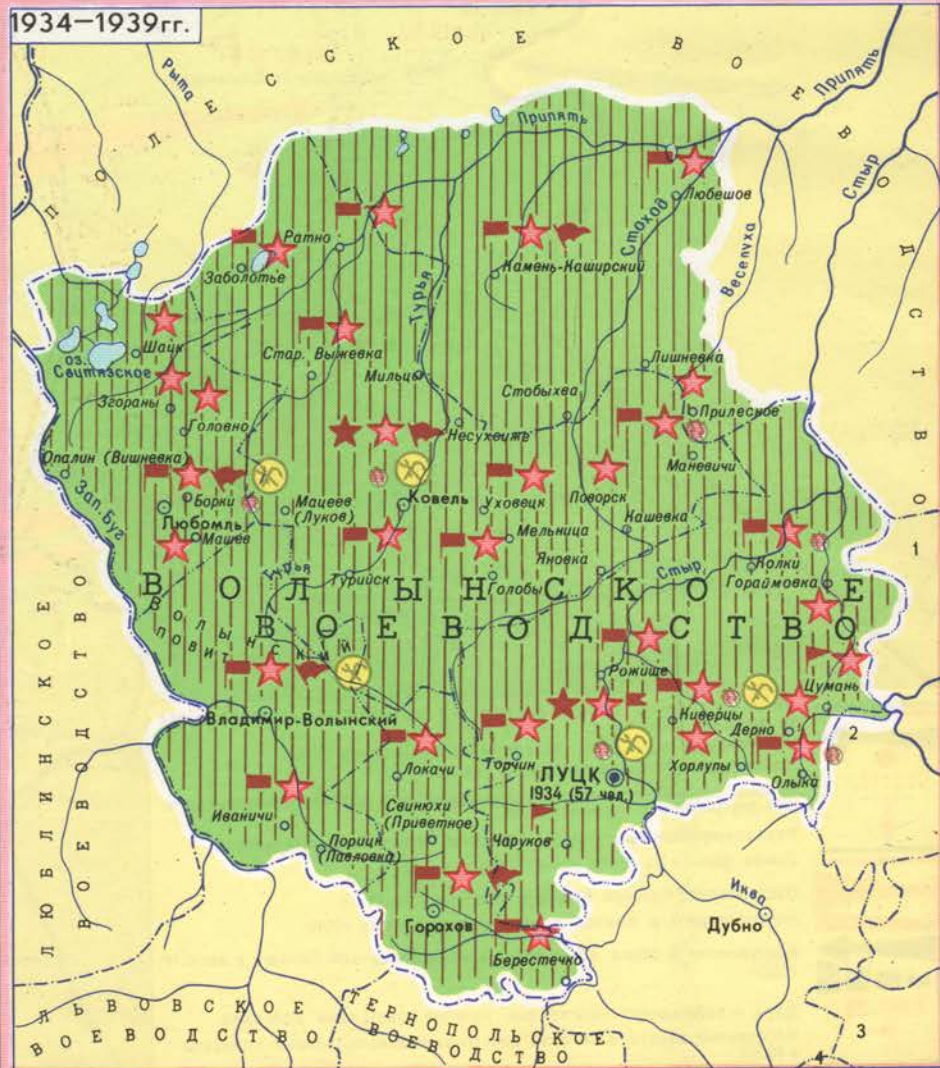 1934—1939гг.
ПОЛЕССКОЕ ВОЕВОДСТВО
Рыта
Припять
Припять
Стыр
Стоход
Веселуха
Любешов
Ратно
Заболотье
Камень-Каширский
Турья
Шацк
оз.
Свитязское
Стар. Выжевка
Мильцы
Лишневка
Згораны
Стобыхва
Прилесное
Головно
Несухоиже
Маневичи
Опалин (Вишневка)
Зап. Буг
Борки
Мацеев
(Луков)
Ковель
Уховецк
Поворск
Любомль
Машев
Мельница
Кашевка
Яновка
Колки
Гораймовка
1
Турья
Турийск
Голобы
Стыр
ВОЛЫНСКОЕ
ВОЕВОДСТВО
ВОЛЫНСКИЙ
ПОВИТ
Рожище
Цумань
Владимир-Волынский
Киверцы
Дерно
2
Локачи
Торчин
Хорлупы
Олыка
ЛУЦК
1934 (57 чел.)
Иваничи
Свинюхи
(Приветное)
Порицк
(Павловка)
Чаруков
Горохов
Иква
Дубно
Берестечко
ЛЮБЛИНСКОЕ
ВОЕВОДСТВО
ЛЬВОВСКОЕ
ВОЕВОДСТВО
ТЕРНОПОЛЬСКОЕ
ВОЕВОДСТВО
3
4